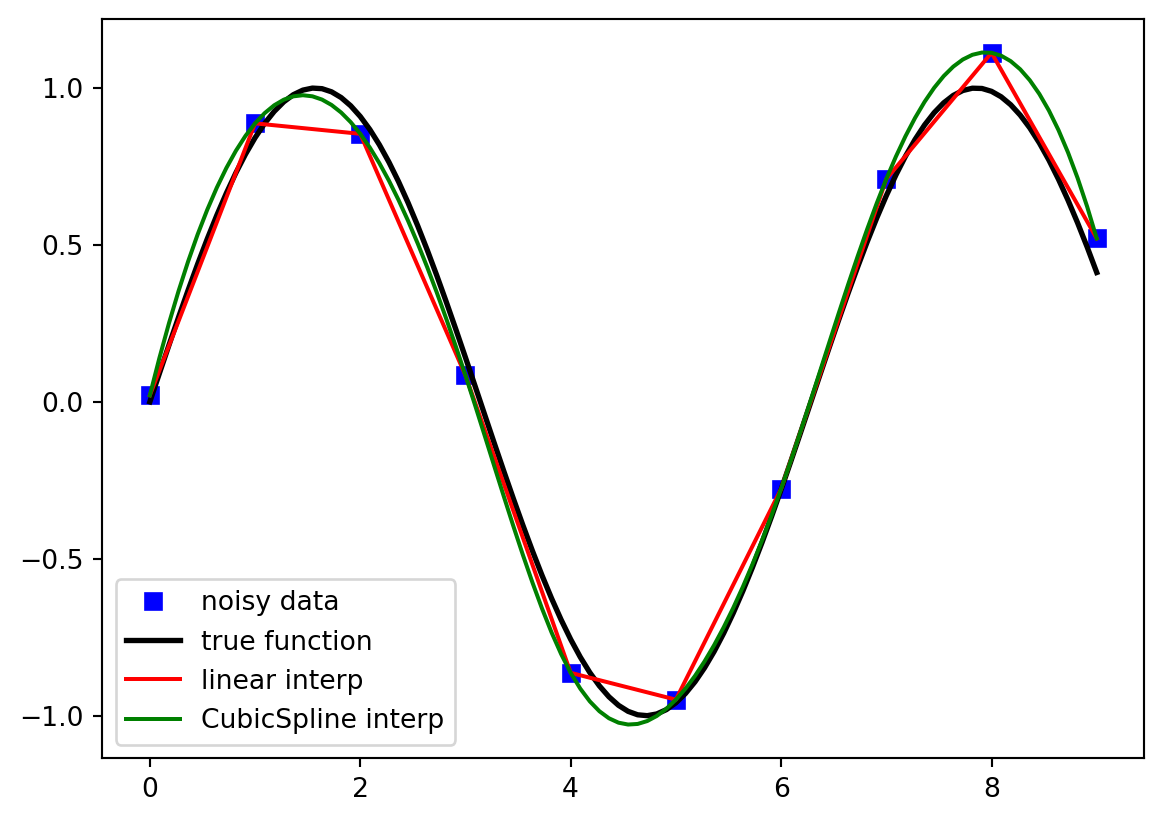 1.0
0.5
0.0
−0.5
−1.0
noisy data
true function
linear interp
CubicSpline interp
0 2 4 6 8